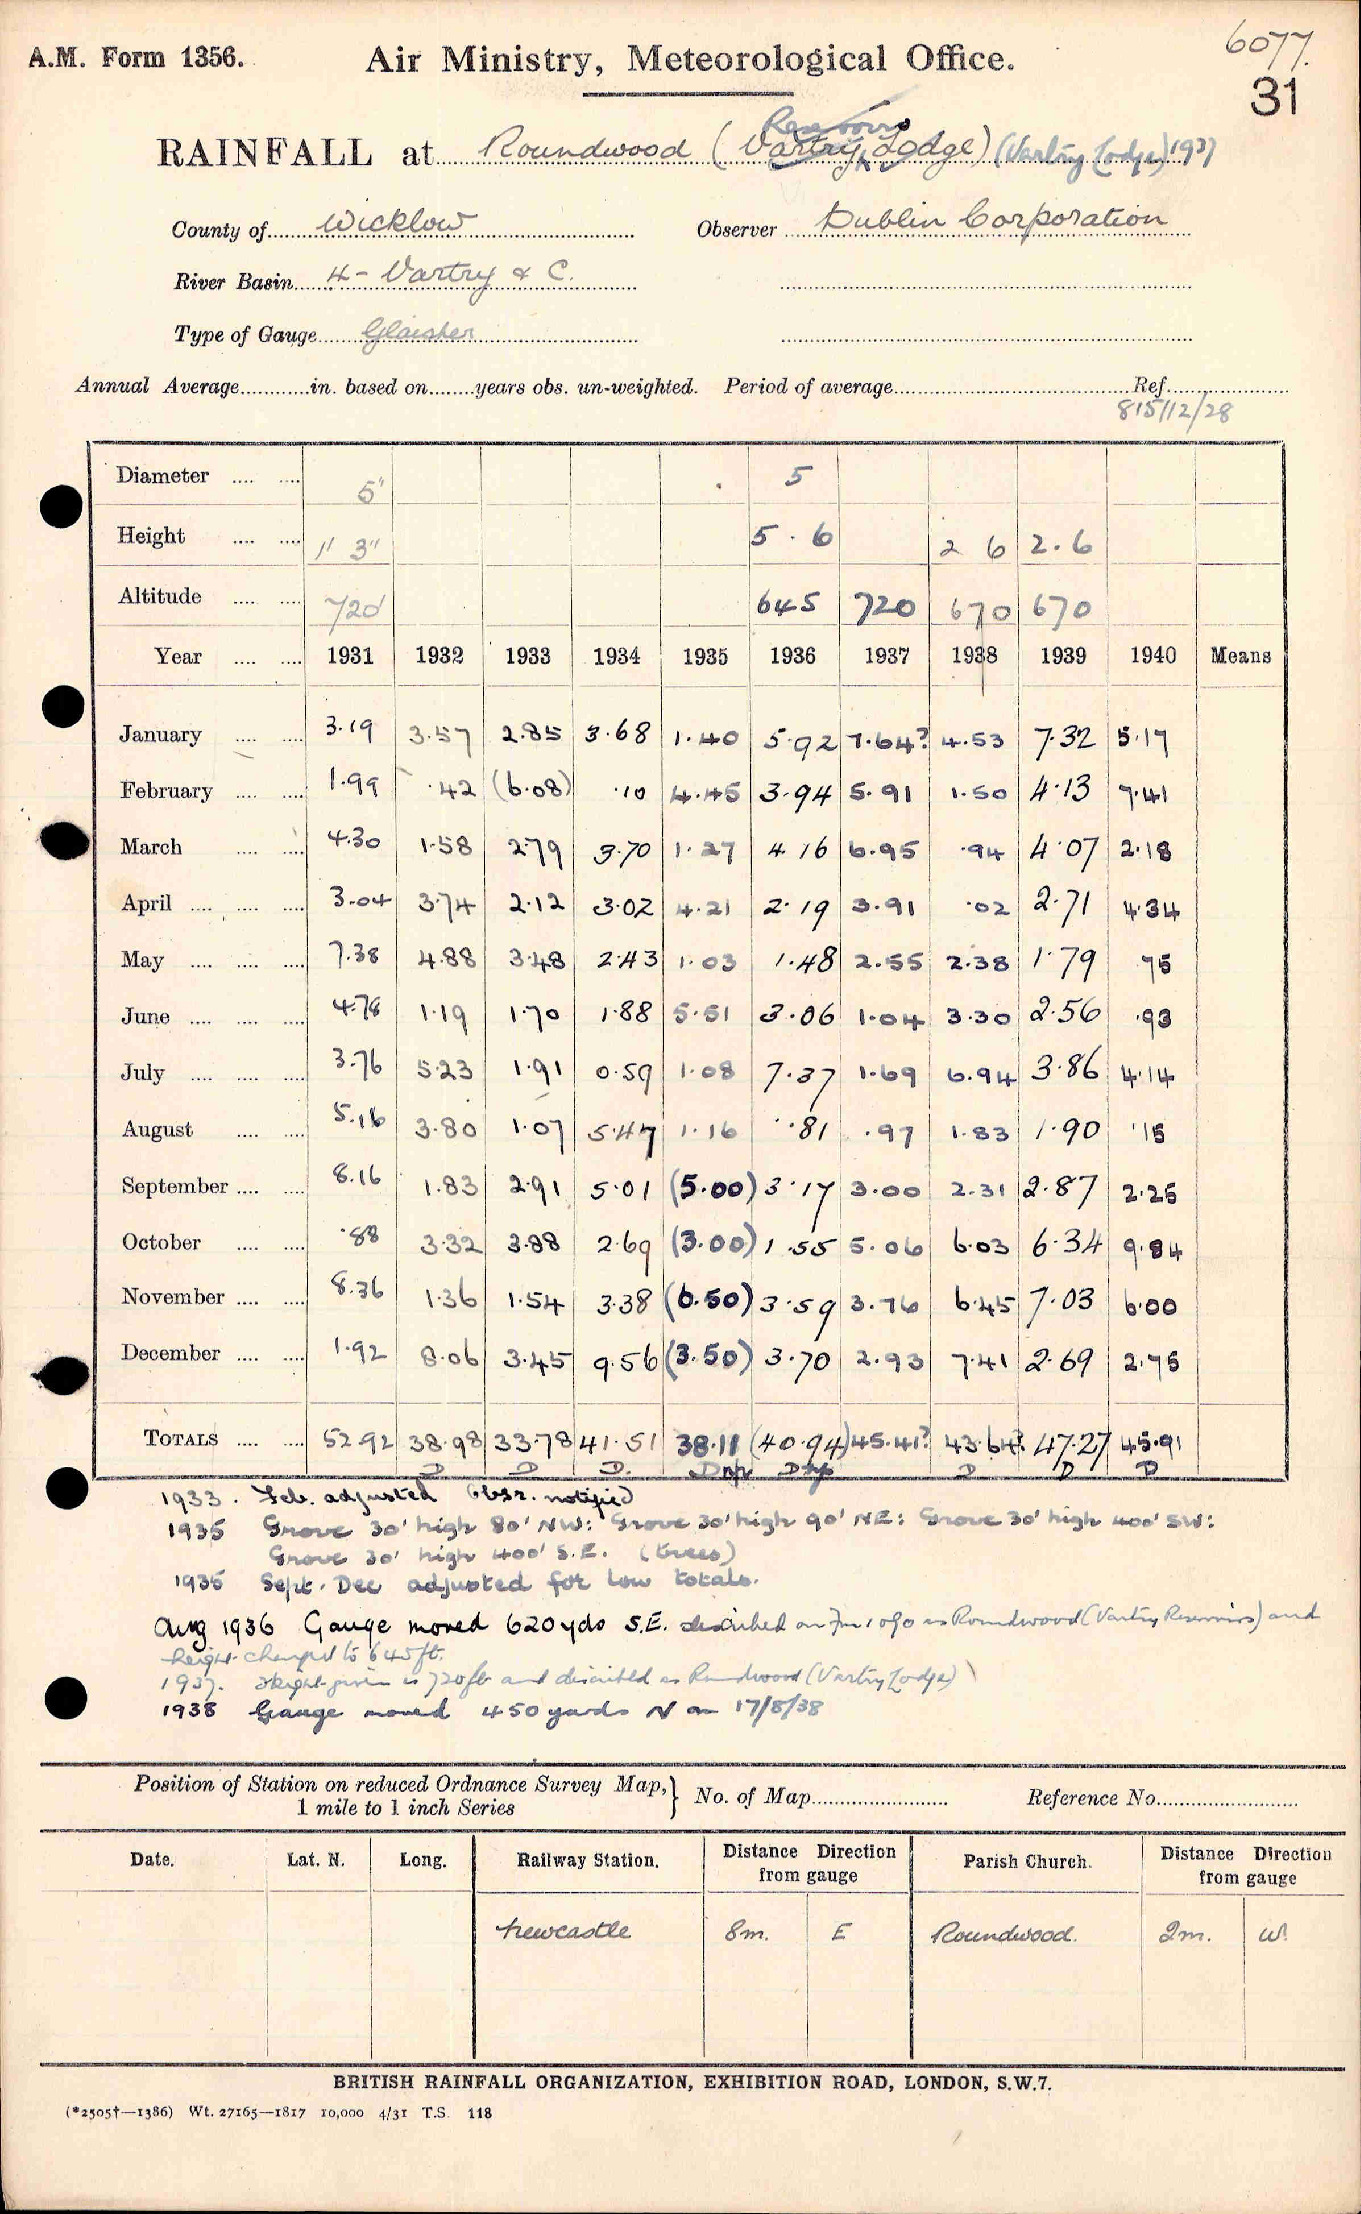 6077.
A.M. Form 1356. Air Ministry, Meteorological Office.
31
Reservoirs
RAINFALL at Roundwood (Vartry Lodge) (Vartry Lodge) 1937
County of Wicklow Observer Dublin Corporation
River Basin 4- Vartry & C.
Type of Gauge Glaisher
Annual Average............in. based on........years obs. un-weighted. Period of average........ Ref........
815/12/28
Diameter 5" 5
Height 1' 3" 5 . 6 2 6 2.6
Altitude 720' 645 720 670 670
Year 1931 1932 1933 1934 1935 1936 1937 1938 1939 1940 Means
January 3.19 3.57 2.85 3.68 1.40 5.92 7.64? 4.53 7.32 5.17
February 1.99 .42 (6.08) .10 4.45 3.94 5.91 1.50 4.13 7.41
March 4.30 1.58 2.79 3.70 1.27 4 16 6.95 .94 4.07 2.18
April 3.04 3.74 2.12 3.02 4.21 2.19 3.91 .02 2.71 4.34
May 7.38 4.88 3.48 2.43 1.03 1.48 2.55 2.38 1.79 75
June 4.78 1.19 1.70 1.88 5.51 3.06 1.04 3.30 2.56 .93
July 3.76 5.23 1.91 0.59 1.08 7.37 1.69 6.94 3.86 4.14
August 5.16 3.80 1.07 5.47 1.16 .81 .97 1.83 1.90 .15
September 8.16 1.83 2.91 5.01 (5.00) 3.17 3.00 2.31 2.87 2.25
October .88 3.32 3.88 2.69 (3.00) 1.55 5.06 6.03 6.34 9.84
November 8.36 1.36 1.54 3.38 (6.50) 3.59 3.76 6.45 7.03 6.00
December 1.92 8.06 3.45 9.56 (3.50) 3.70 2.93 7.41 2.69 2.75
TOTALS 52.92 38.98 33.78 41.51 38.11 (40.94) 45.41? 43.64? 47.27 45.91
D D D. D D D D D
1933. Feb. adjusted Obsr. notified
1935 Grove 30' high 80' NW: Grove 30' high 90' NE: Grove 30' high 400' SW:
Grove 30' high 400' S.E. (trees)
1935 Sept. Dec adjusted for low totals.
Aug 1936 Gauge moved 620 yds S.E. described on as Roundwood (Vartry Reservoirs) and
height changed to 645 ft.
1937. Height given as 720 ft and described as Roundwood (Vartry Lodge)
1938 Gauge moved 450 yards N on 17/8/38
Position of Station on reduced Ordnance Survey Map, } No. of Map........ Reference No........
1 mile to 1 inch Series
Date. Lat. N. Long. Railway Station. Distance Direction from gauge Parish Church. Distance Direction from gauge
Newcastle 8m. E Roundwood. 2m. W.
BRITISH RAINFALL ORGANIZATION, EXHIBITION ROAD, LONDON, S.W.7.
(*2505†—1386) Wt. 27165—1817 10,000 4/31 T.S. 118